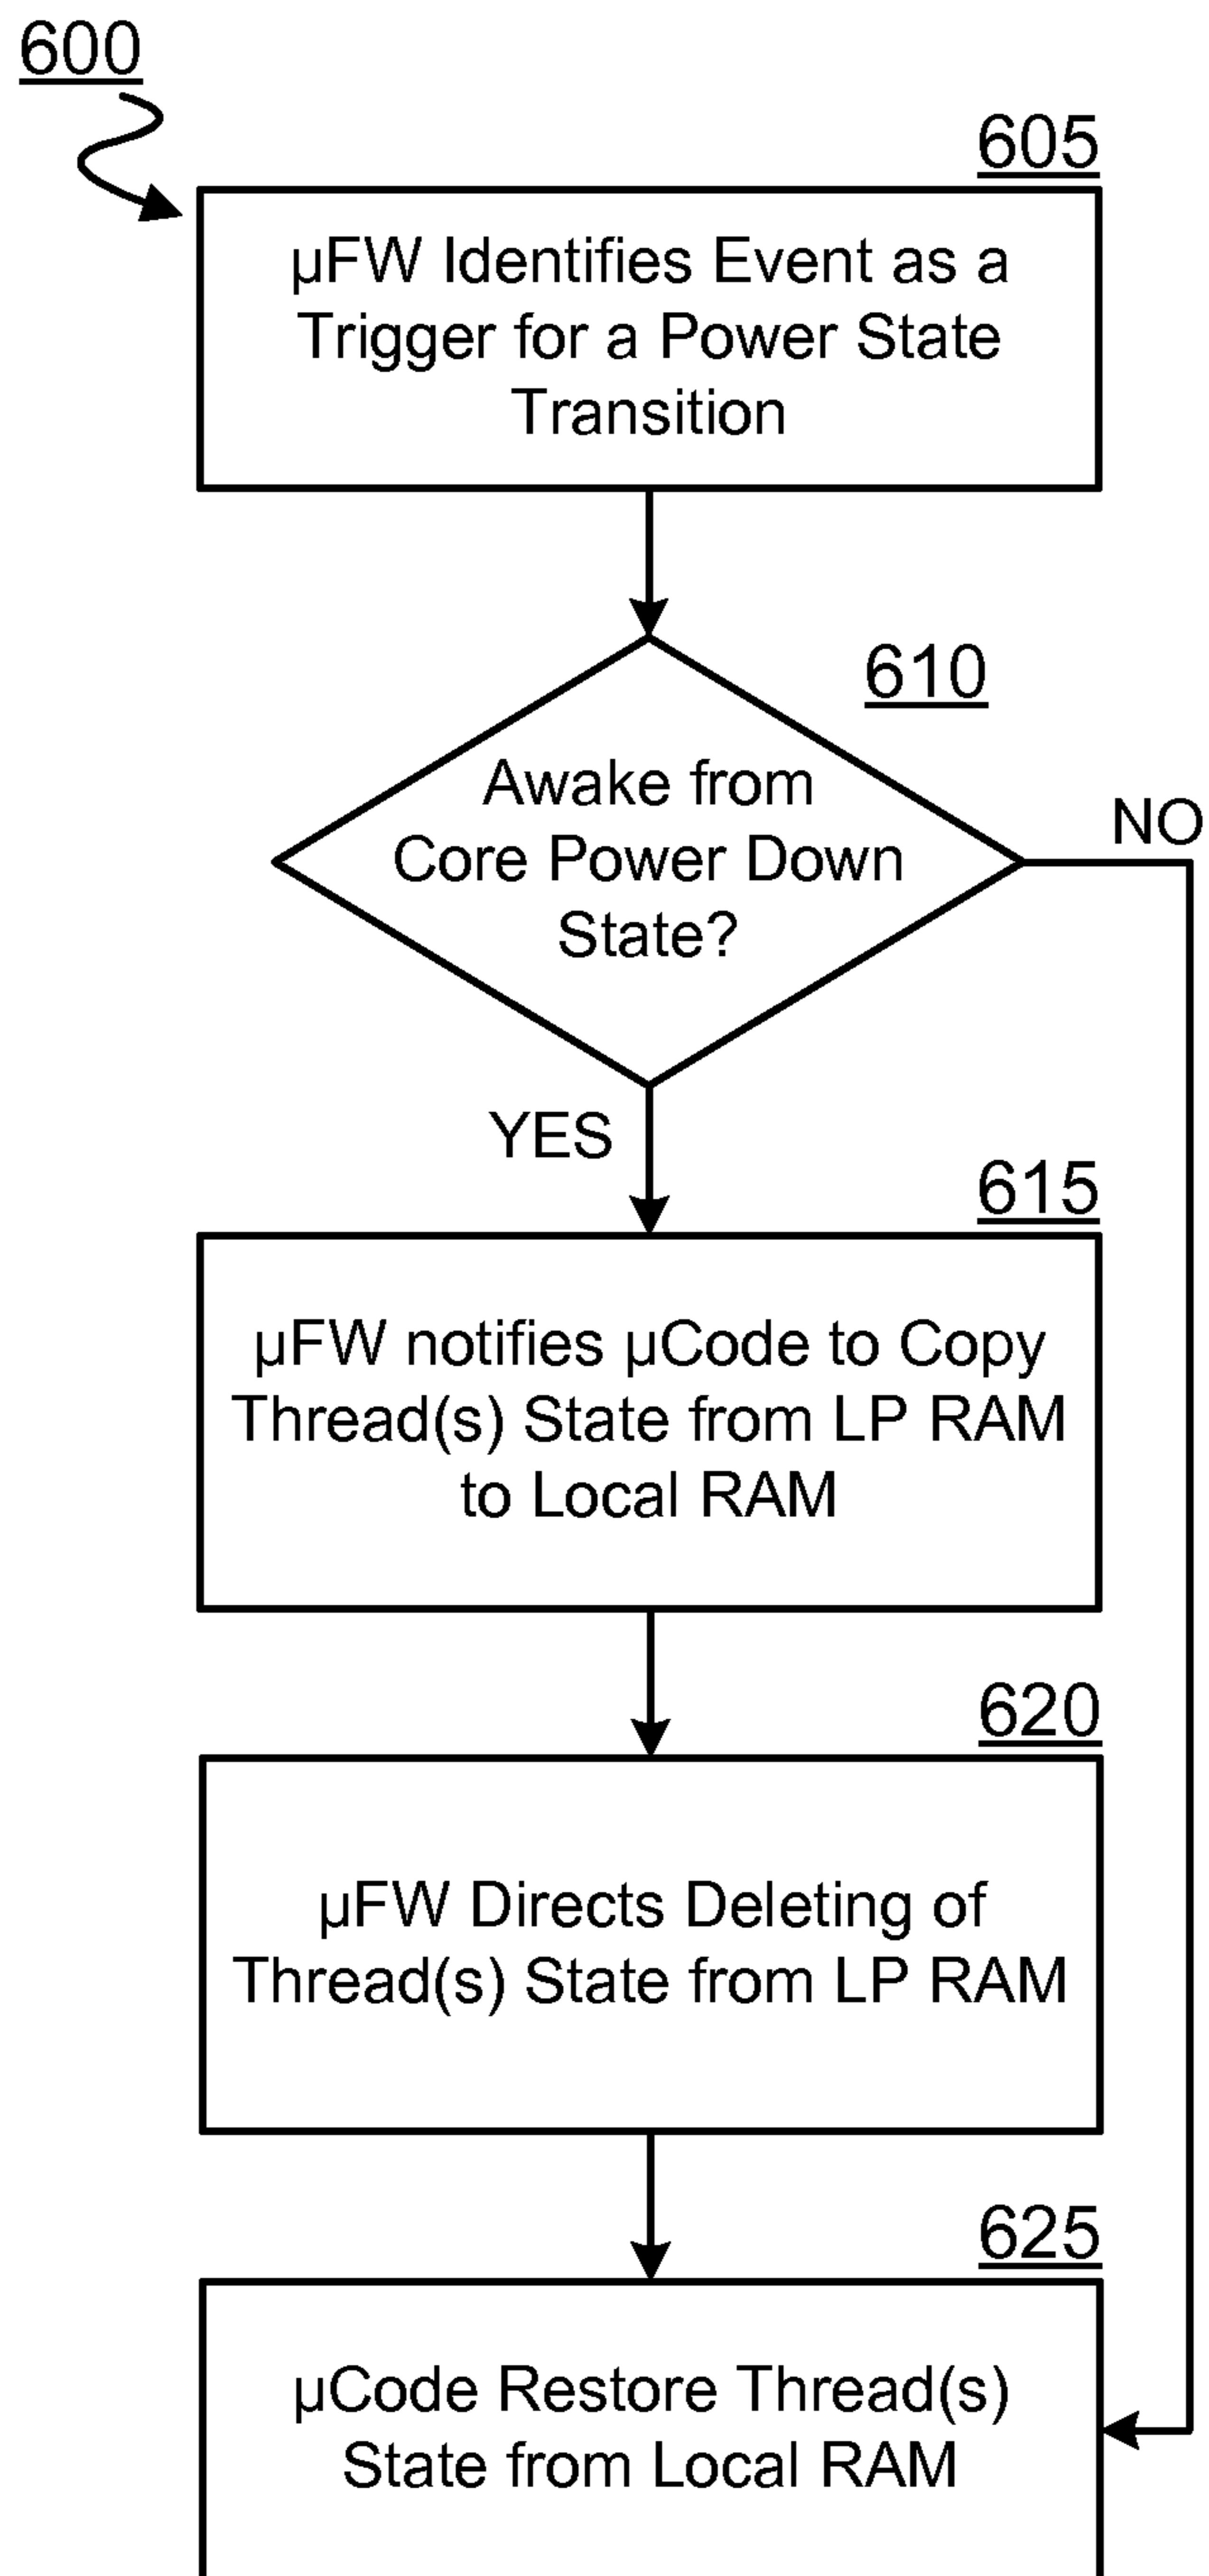 600
605
µFW Identifies Event as a
Trigger for a Power State
Transition
610
Awake from
Core Power Down
State?
NO
YES
615
µFW notifies µCode to Copy
Thread(s) State from LP RAM
to Local RAM
620
µFW Directs Deleting of
Thread(s) State from LP RAM
625
µCode Restore Thread(s)
State from Local RAM